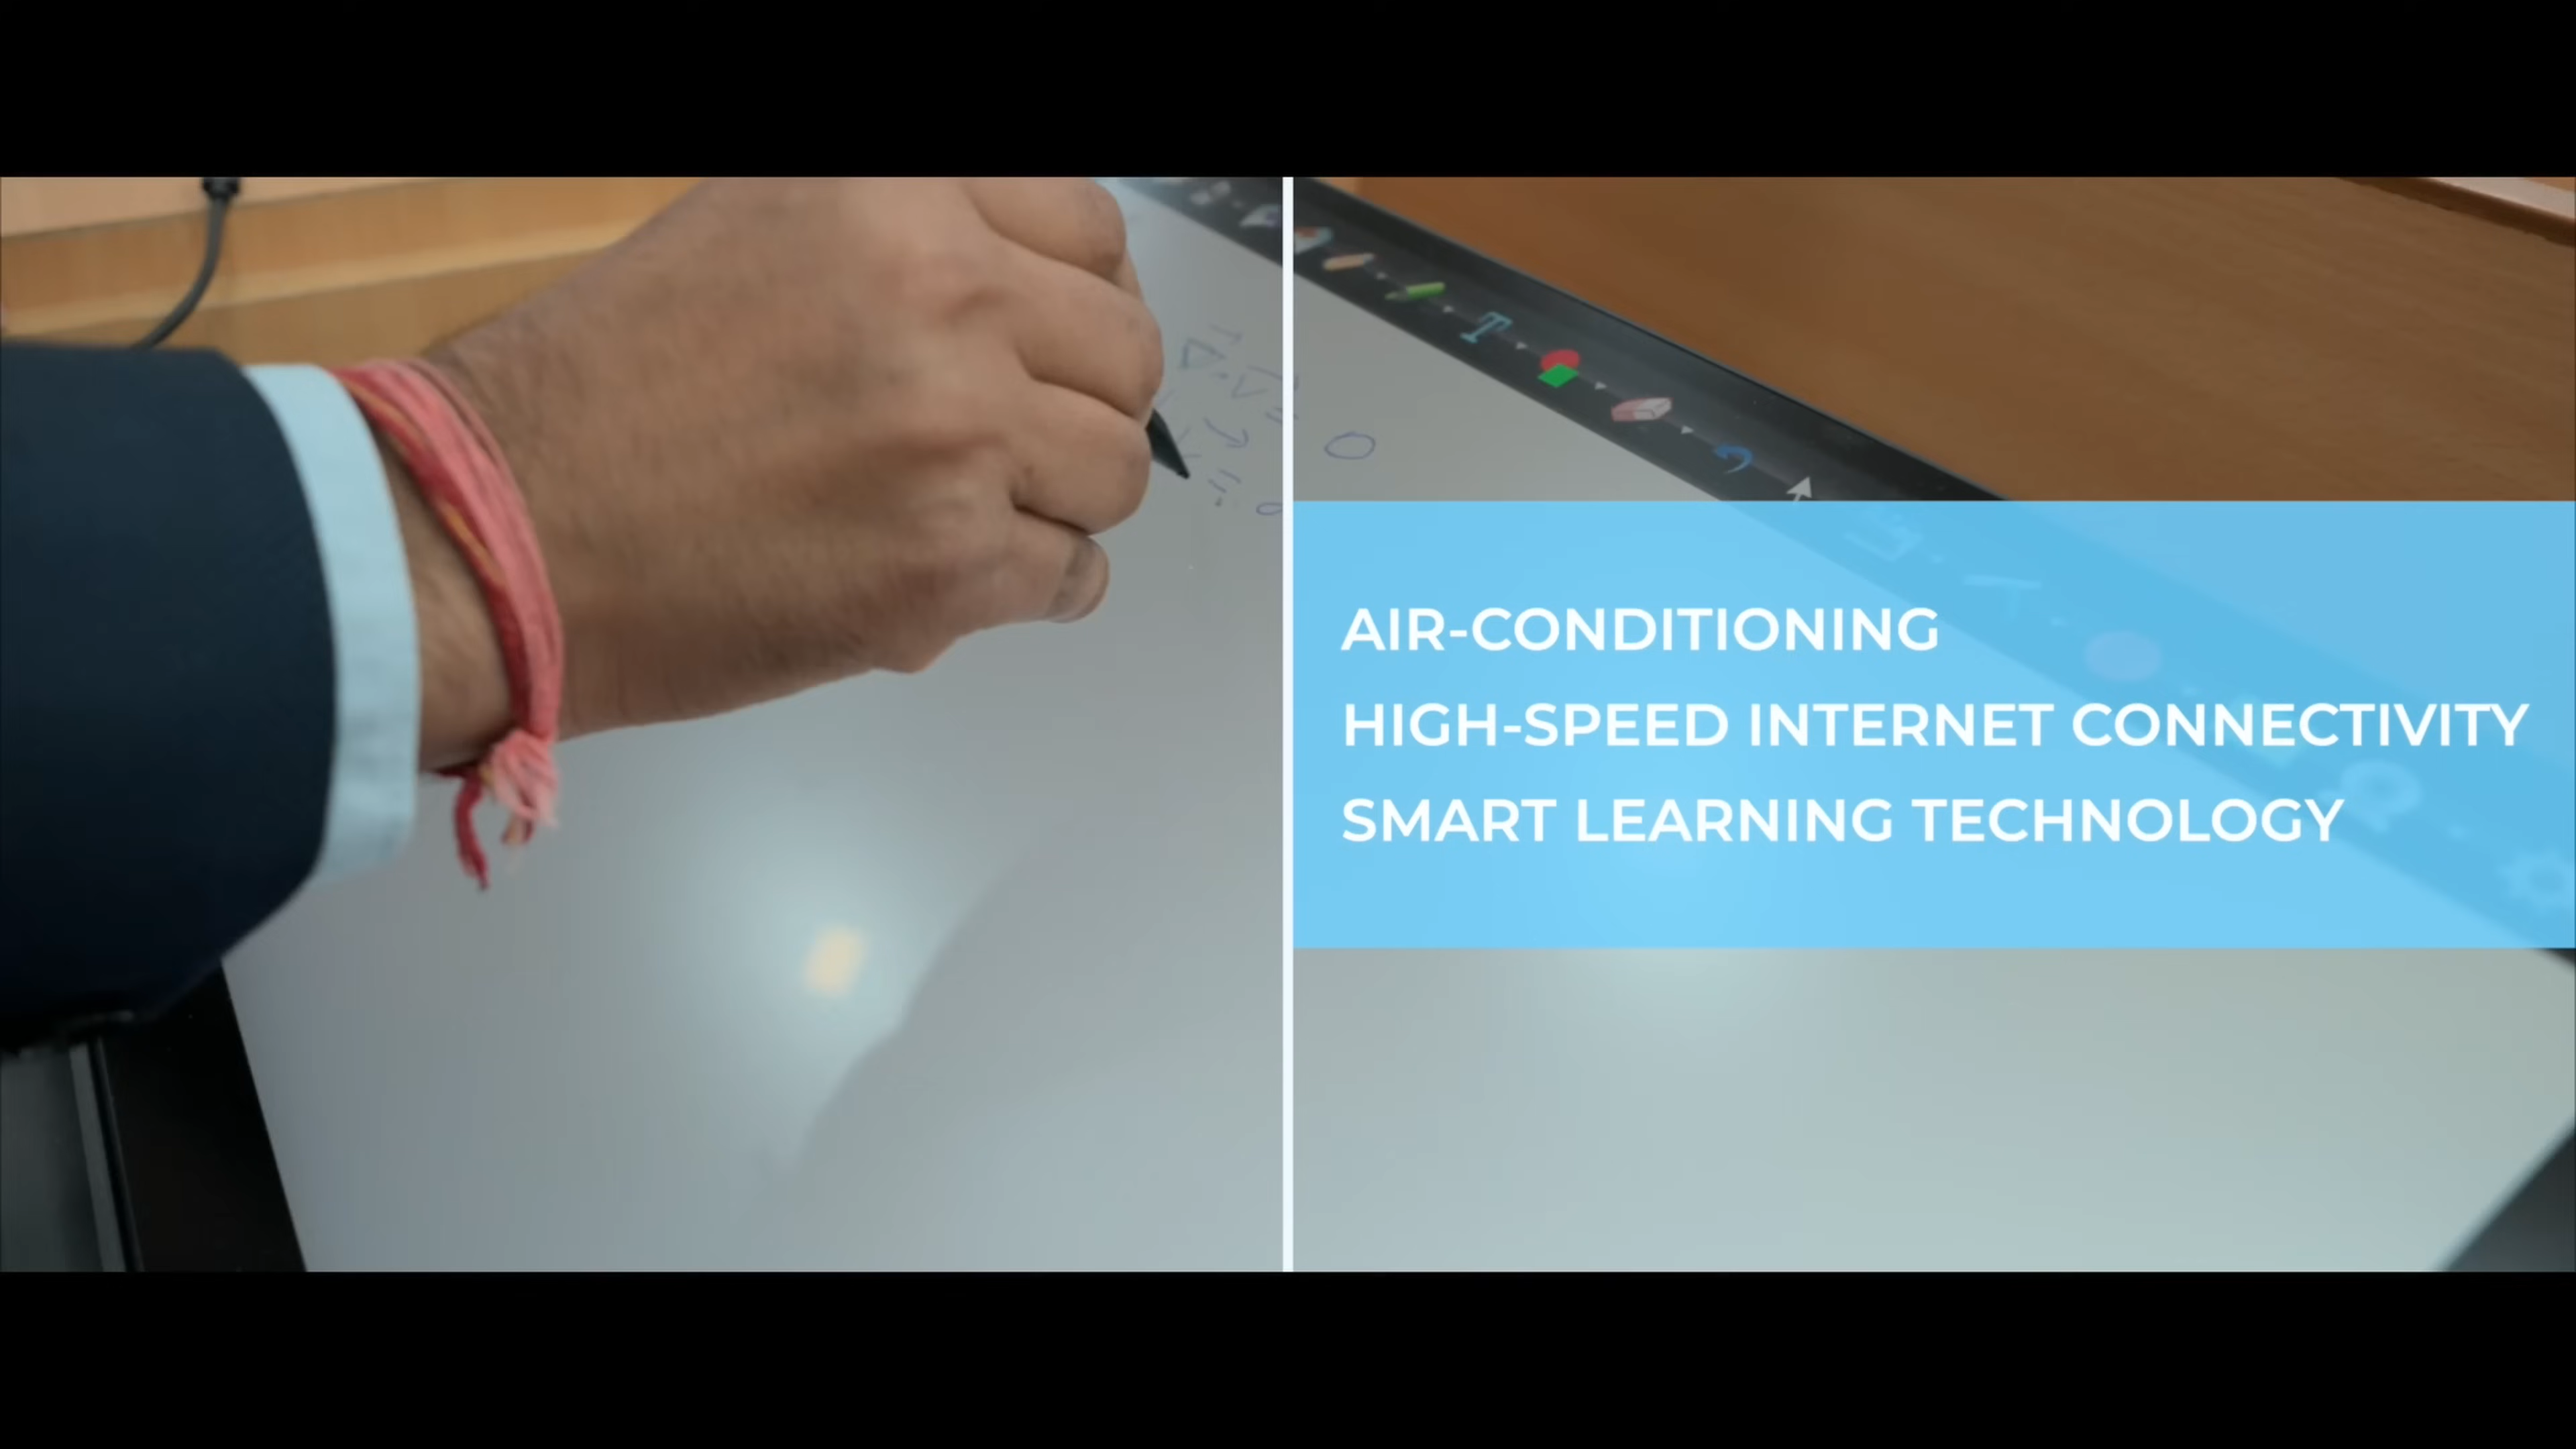 AIR-CONDITIONING
HIGH-SPEED INTERNET CONNECTIVITY
SMART LEARNING TECHNOLOGY